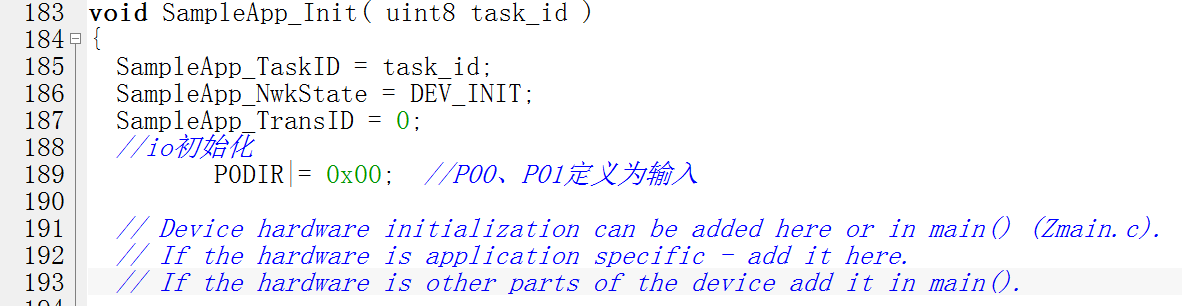 183 void SampleApp_Init( uint8 task_id )
184 {
185 SampleApp_TaskID = task_id;
186 SampleApp_NwkState = DEV_INIT;
187 SampleApp_TransID = 0;
188 //io初始化
189 P0DIR|= 0x00; //P00、P01定义为输入
190
191 // Device hardware initialization can be added here or in main() (Zmain.c).
192 // If the hardware is application specific - add it here.
193 // If the hardware is other parts of the device add it in main().